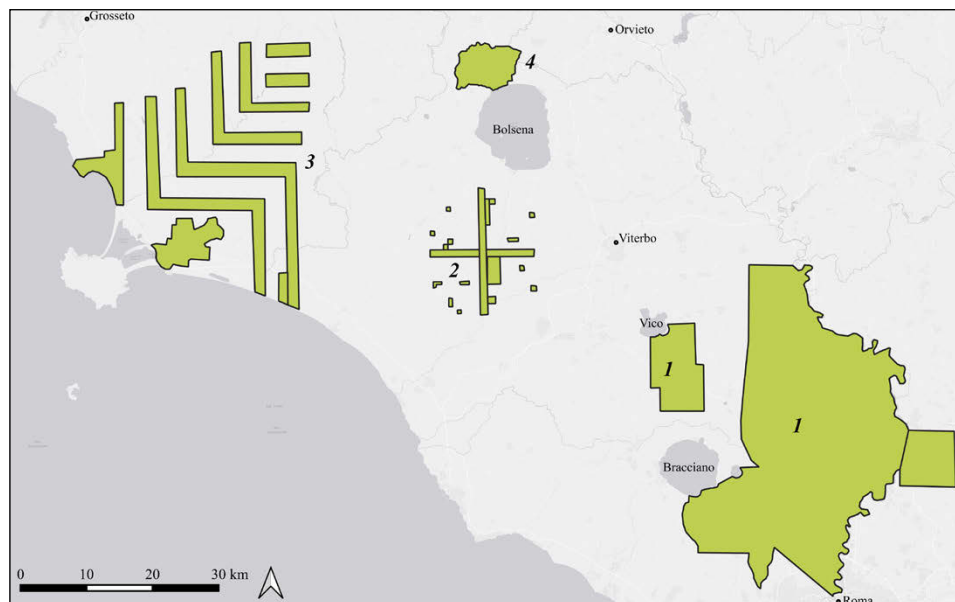 Grosseto
Orvieto
4
Bolsena
3
Viterbo
2
Vico
1
1
Bracciano
0 10 20 30 km
Roma